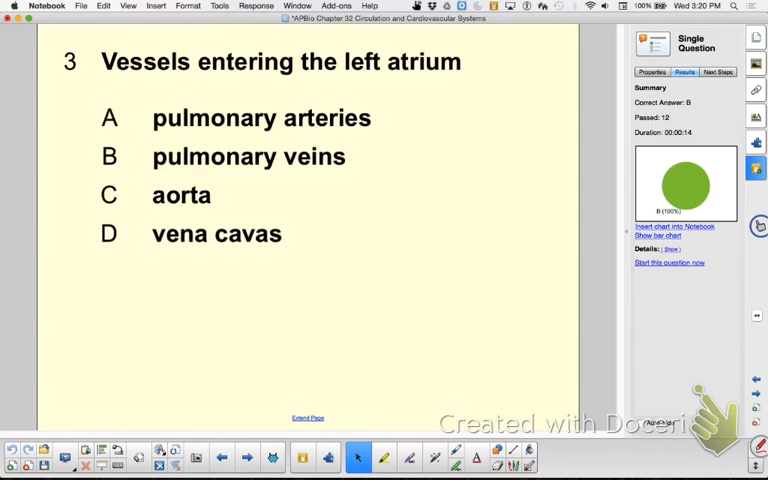 Notebook File Edit View Insert Format Tools Response Add-ons Window Help 100% Wed 3:20 PM
*APBio Chapter 32 Circulation and Cardiovascular Systems
3 Vessels entering the left atrium
A pulmonary arteries
B pulmonary veins
C aorta
D vena cavas
Extend Page
Single
Question
Properties Results Next Steps
Summary
Correct Answer: B
Passed: 12
Duration: 00:00:14
B (100%)
Insert chart into Notebook
Show bar chart
Details: ( Show )
Start this question now
Created with Doceri